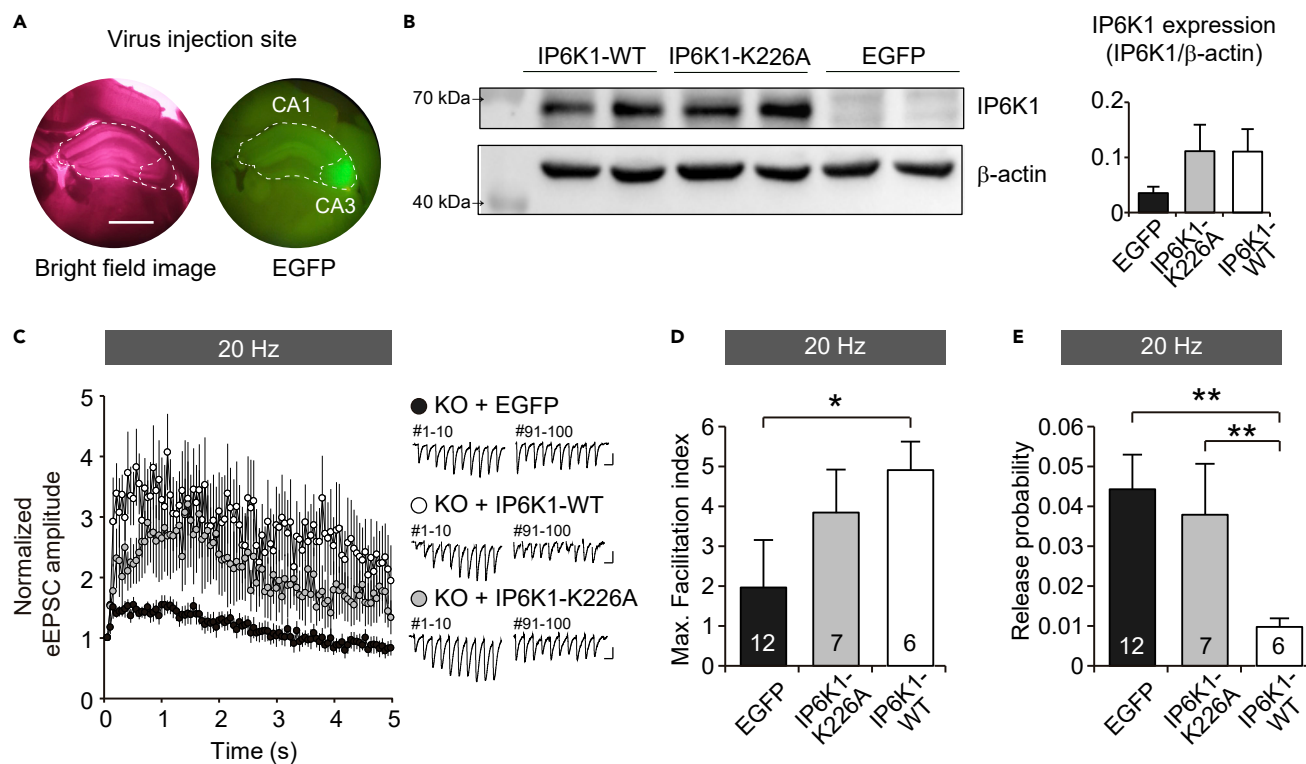 A
Virus injection site
CA1
CA3
Bright field image
EGFP
B
IP6K1-WT
IP6K1-K226A
EGFP
70 kDa→
IP6K1
β-actin
40 kDa→
IP6K1 expression
(IP6K1/β-actin)
0.2
0.1
0
EGFP
IP6K1-
K226A
IP6K1-
WT
C
20 Hz
Normalized
eEPSC amplitude
5
4
3
2
1
0
0
1
2
3
4
5
Time (s)
KO + EGFP
#1-10
#91-100
KO + IP6K1-WT
#1-10
#91-100
KO + IP6K1-K226A
#1-10
#91-100
D
20 Hz
*
Max. Facilitation index
6
5
4
3
2
1
0
12
7
6
EGFP
IP6K1-
K226A
IP6K1-
WT
E
20 Hz
**
**
Release probability
0.06
0.05
0.04
0.03
0.02
0.01
0
12
7
6
EGFP
IP6K1-
K226A
IP6K1-
WT